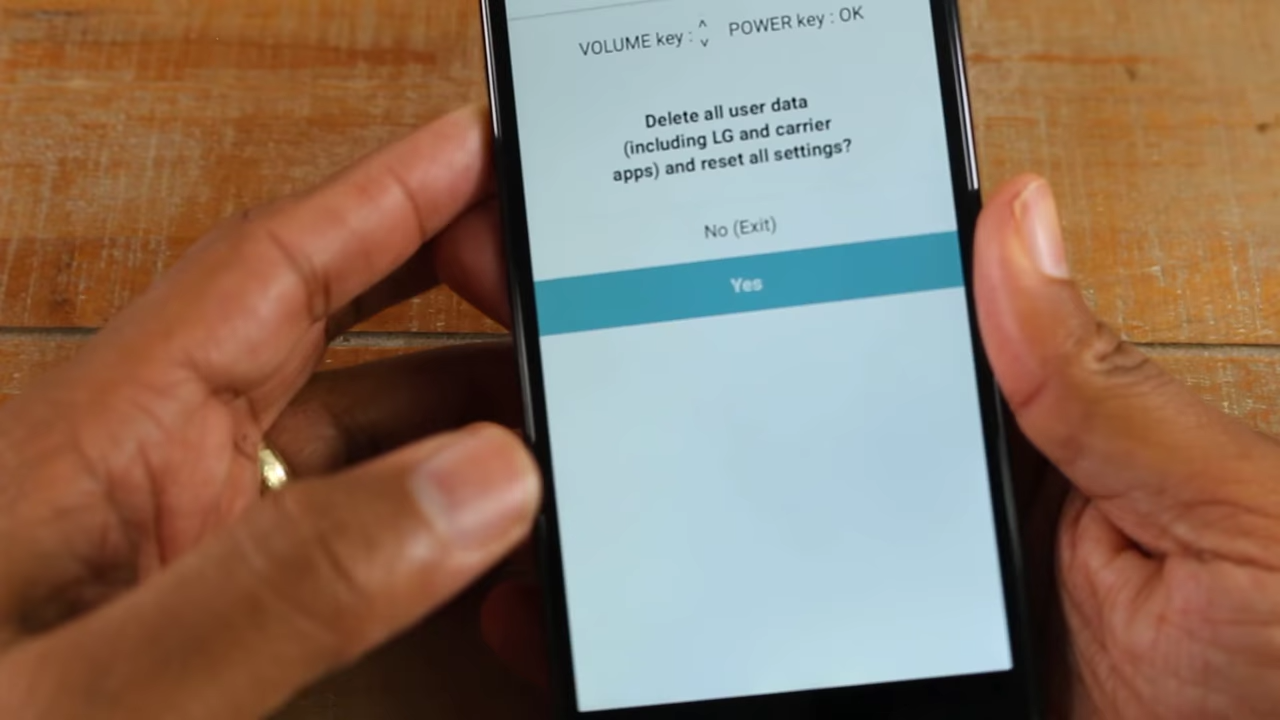 VOLUME key : ^ v POWER key : OK
Delete all user data
(including LG and carrier
apps) and reset all settings?
No (Exit)
Yes